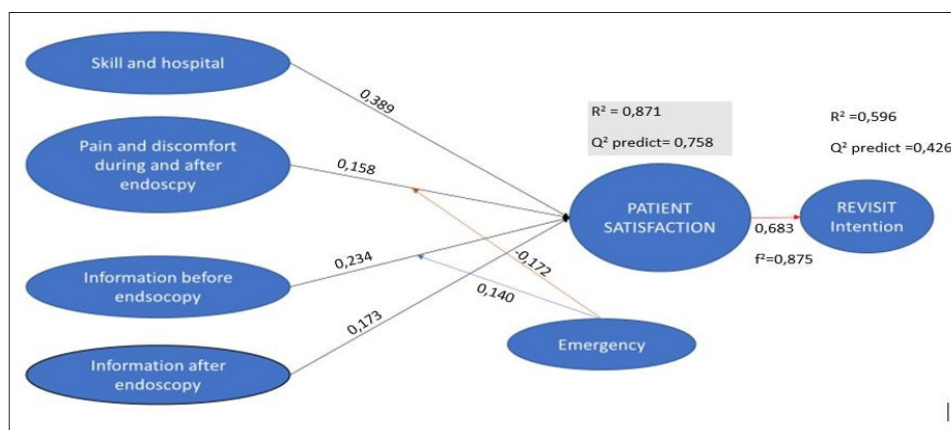 Skill and hospital
0,389
Pain and discomfort
during and after
endoscpy
0,158
R² = 0,871
Q² predict= 0,758
R² =0,596
Q² predict =0,426
PATIENT
SATISFACTION
REVISIT
Intention
0,683
f²=0,875
Information before
endsocopy
0,234
-0,172
0,140
0,173
Emergency
Information after
endoscopy